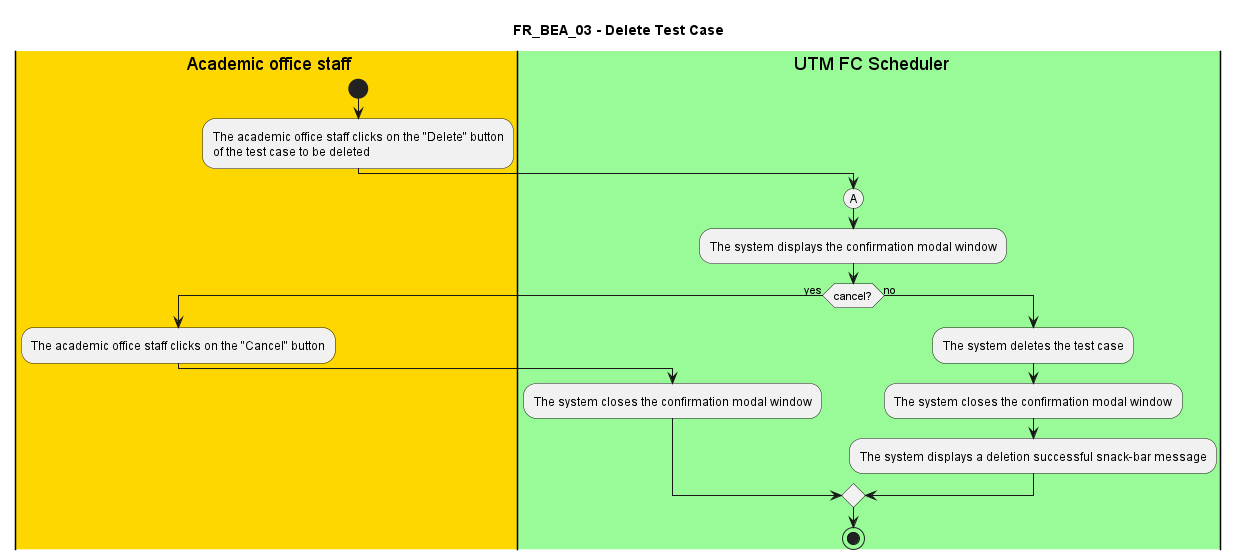 FR_BEA_03 - Delete Test Case
Academic office staff
UTM FC Scheduler
The academic office staff clicks on the "Delete" button
of the test case to be deleted
A
The system displays the confirmation modal window
yes
cancel?
no
The academic office staff clicks on the "Cancel" button
The system deletes the test case
The system closes the confirmation modal window
The system closes the confirmation modal window
The system displays a deletion successful snack-bar message